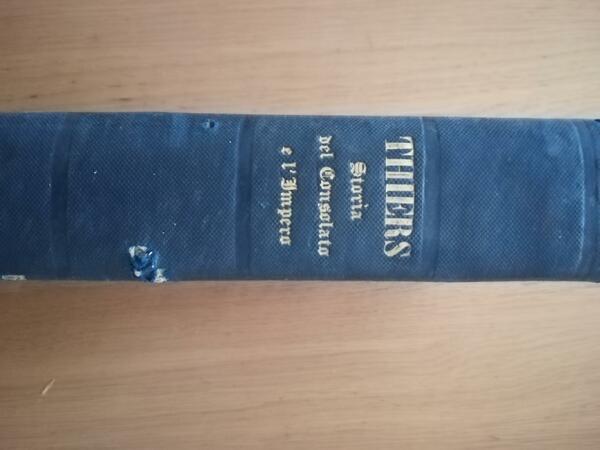 THIERS
Storia
del Consolato
e l'Impero